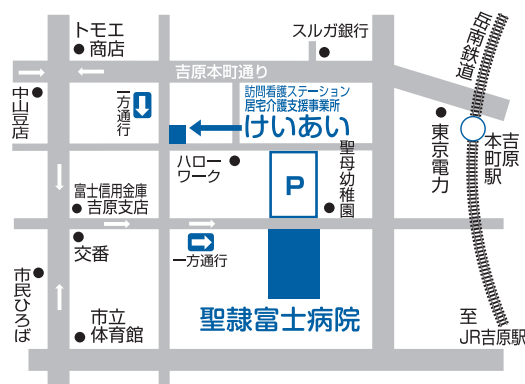 トモエ
商店
スルガ銀行
岳南鉄道
吉原本町通り
中山豆店
一方
通行
訪問看護ステーション
居宅介護支援事業所
けいあい
ハロー
ワーク
聖母幼稚園
P
東京電力
吉原
本町駅
富士信用金庫
吉原支店
交番
一方通行
市民ひろば
市立
体育館
聖隷富士病院
至
JR吉原駅